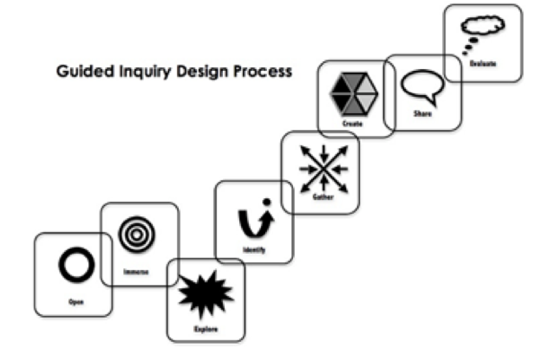 Guided Inquiry Design Process
Open
Immerse
Explore
Identify
Gather
Create
Share
Evaluate